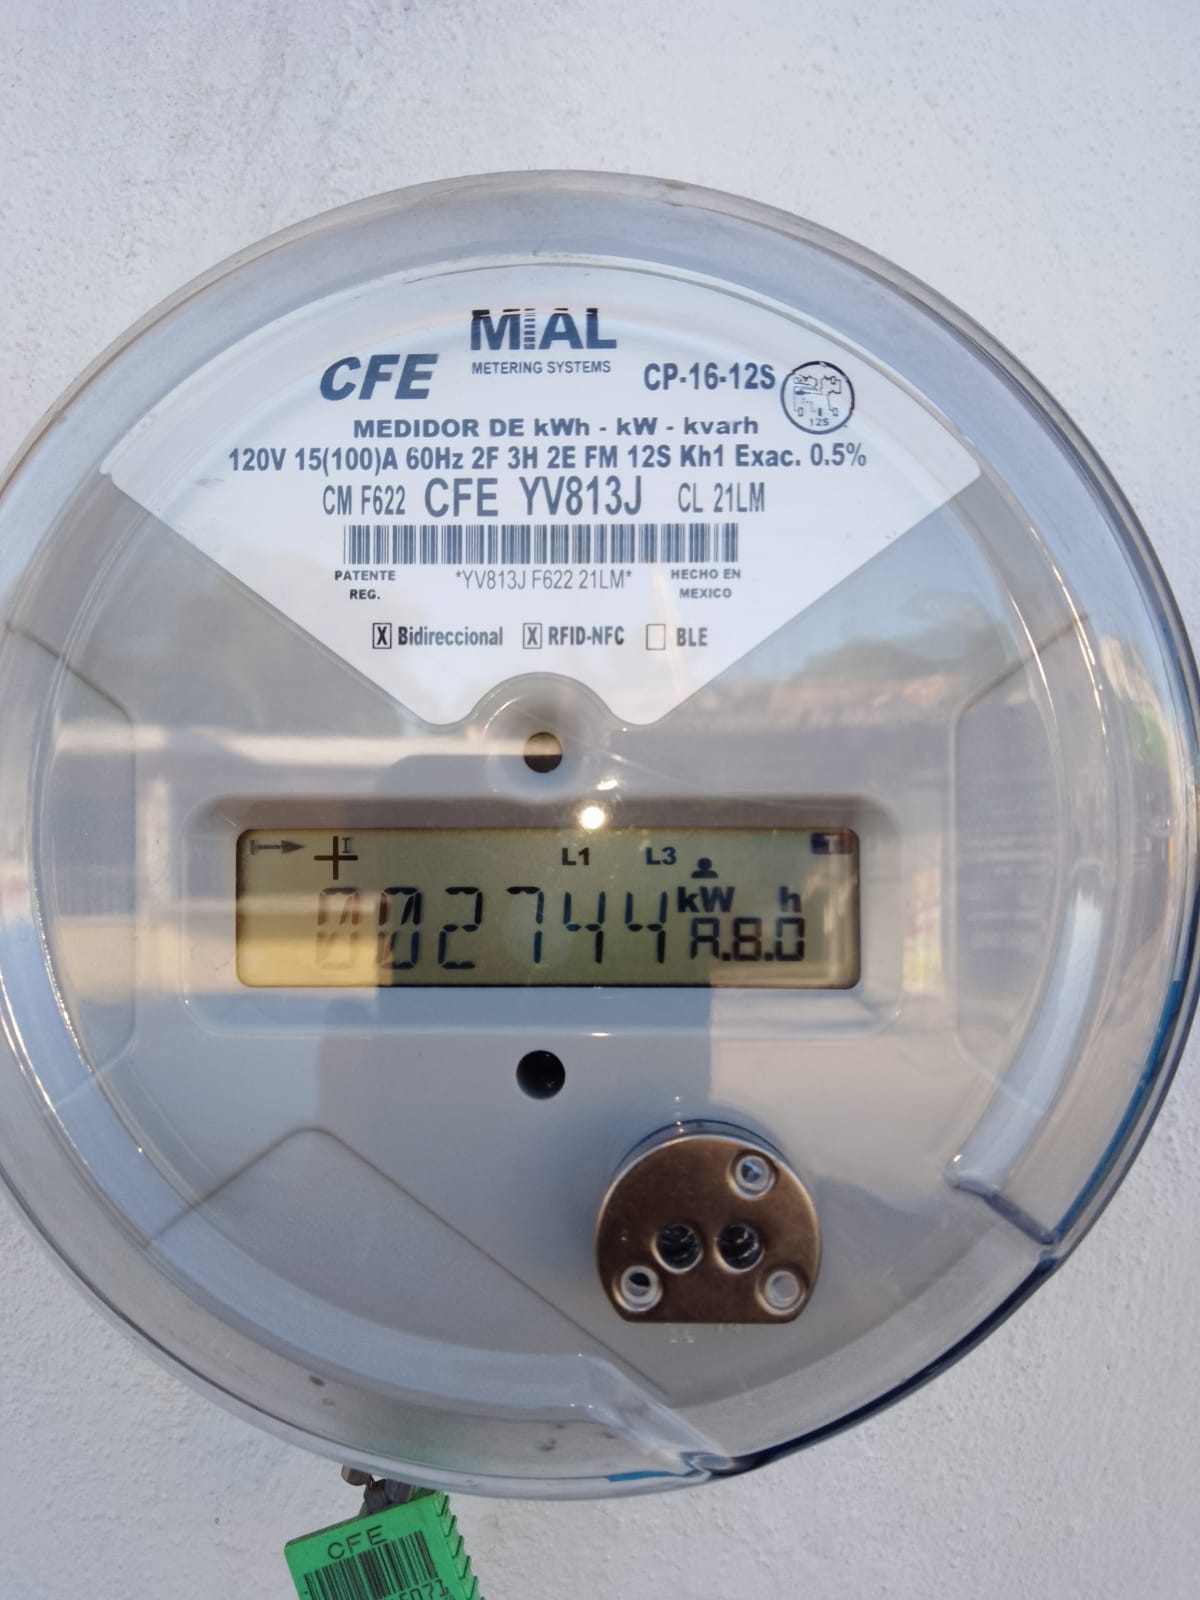 MIAL
METERING SYSTEMS
CFE
CP-16-12S
12S
MEDIDOR DE kWh - kW - kvarh
120V 15(100)A 60Hz 2F 3H 2E FM 12S Kh1 Exac. 0.5%
CM F622 CFE YV813J CL 21LM
PATENTE REG.
*YV813J F622 21LM*
HECHO EN MEXICO
X Bidireccional X RFID-NFC BLE
L1 L3
002744 kW h
A.8.0
CFE